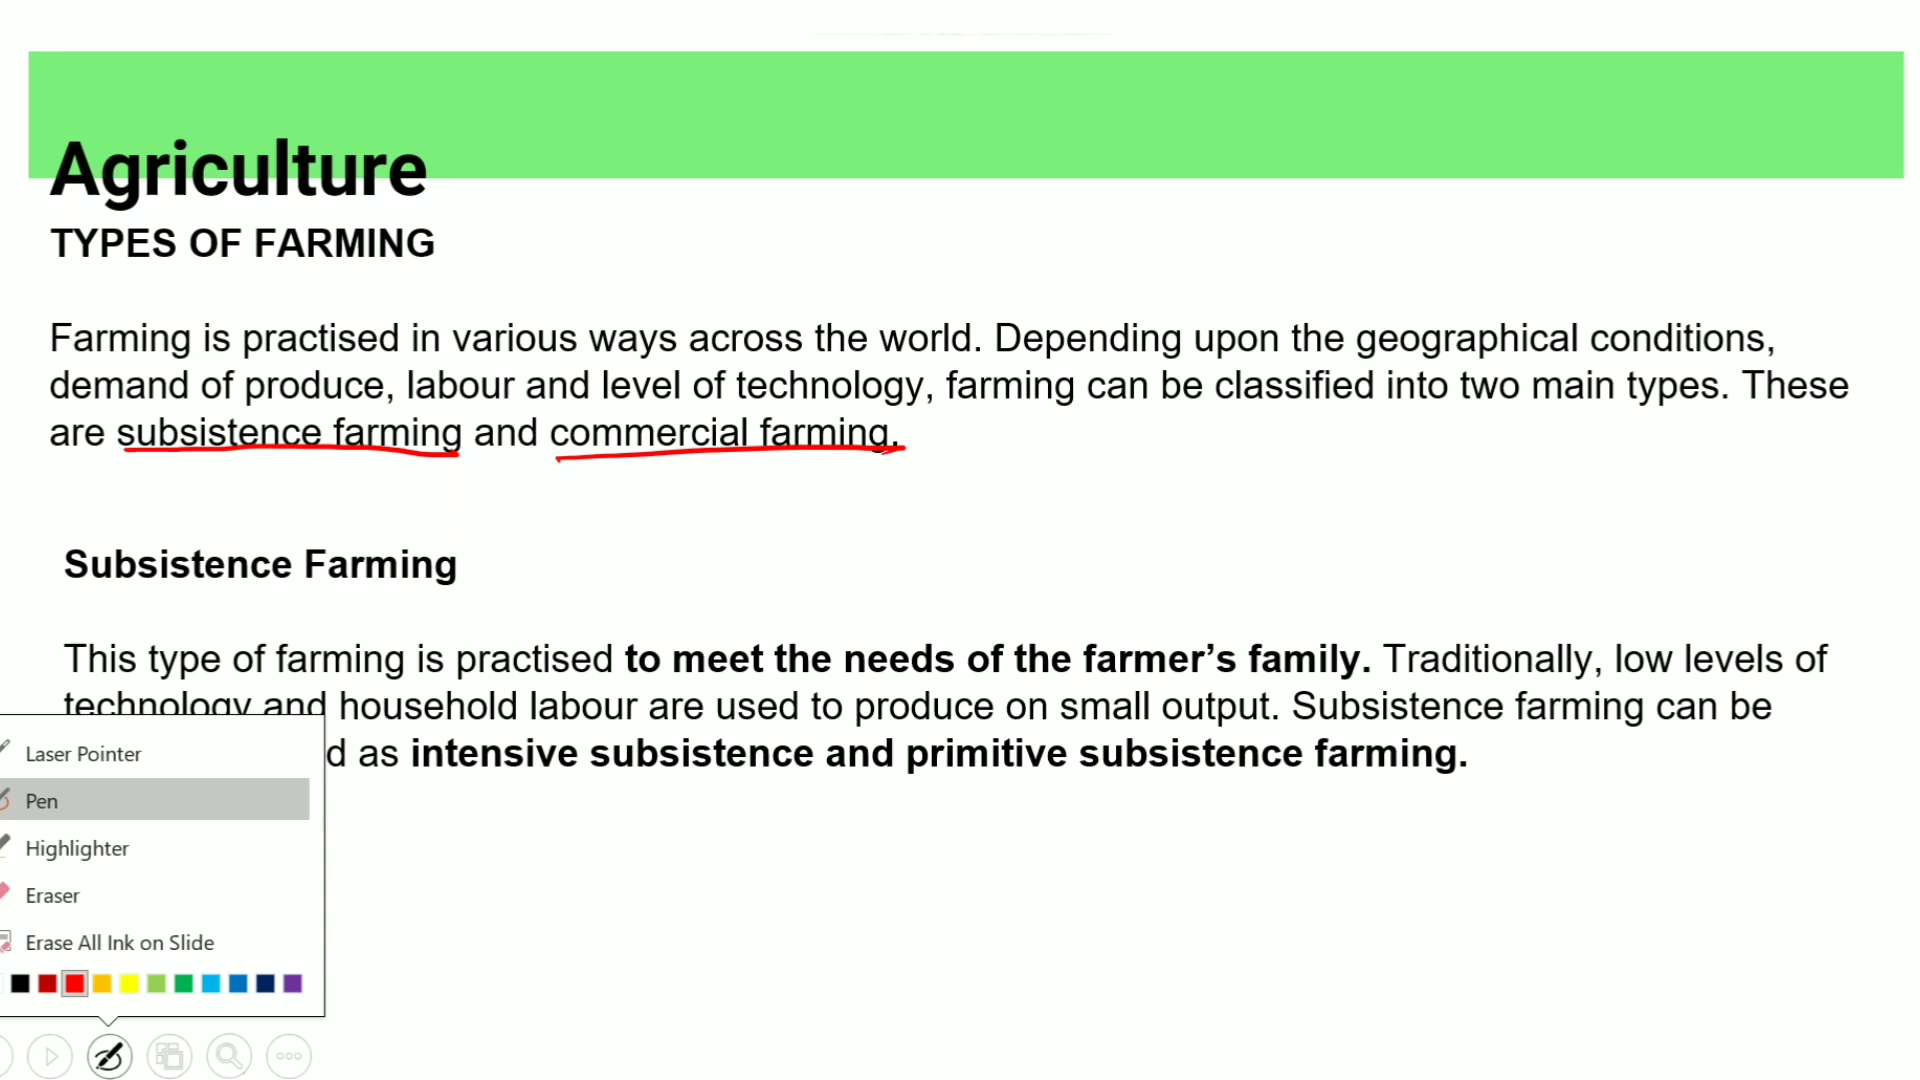 Agriculture
TYPES OF FARMING
Farming is practised in various ways across the world. Depending upon the geographical conditions,
demand of produce, labour and level of technology, farming can be classified into two main types. These
are subsistence farming and commercial farming.
Subsistence Farming
This type of farming is practised to meet the needs of the farmer’s family. Traditionally, low levels of
technology and household labour are used to produce on small output. Subsistence farming can be
d as intensive subsistence and primitive subsistence farming.
Laser Pointer
Pen
Highlighter
Eraser
Erase All Ink on Slide